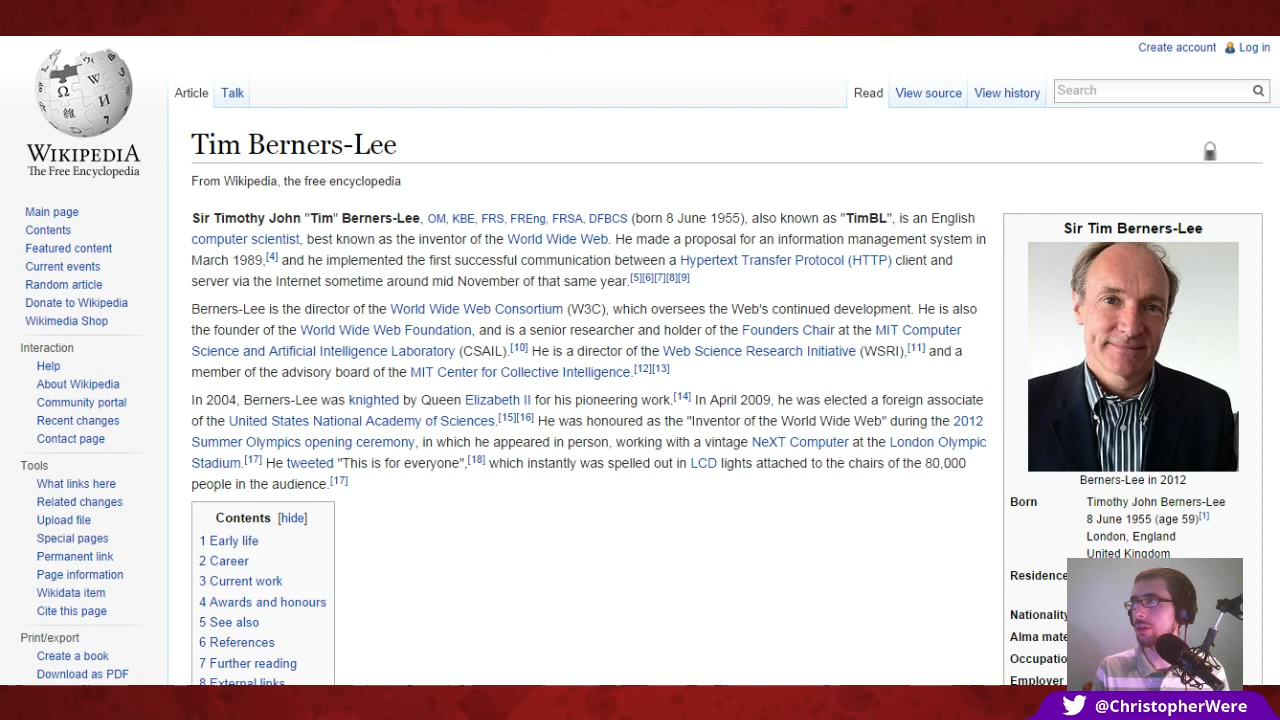 Create account Log in
Article Talk Read View source View history Search
WIKIPEDIA
The Free Encyclopedia
Main page
Contents
Featured content
Current events
Random article
Donate to Wikipedia
Wikimedia Shop
Interaction
Help
About Wikipedia
Community portal
Recent changes
Contact page
Tools
What links here
Related changes
Upload file
Special pages
Permanent link
Page information
Wikidata item
Cite this page
Print/export
Create a book
Download as PDF
Tim Berners-Lee
From Wikipedia, the free encyclopedia
Sir Timothy John "Tim" Berners-Lee, OM, KBE, FRS, FREng, FRSA, DFBCS (born 8 June 1955), also known as "TimBL", is an English
computer scientist, best known as the inventor of the World Wide Web. He made a proposal for an information management system in
March 1989,[4] and he implemented the first successful communication between a Hypertext Transfer Protocol (HTTP) client and
server via the Internet sometime around mid November of that same year.[5][6][7][8][9]
Berners-Lee is the director of the World Wide Web Consortium (W3C), which oversees the Web's continued development. He is also
the founder of the World Wide Web Foundation, and is a senior researcher and holder of the Founders Chair at the MIT Computer
Science and Artificial Intelligence Laboratory (CSAIL).[10] He is a director of the Web Science Research Initiative (WSRI),[11] and a
member of the advisory board of the MIT Center for Collective Intelligence.[12][13]
In 2004, Berners-Lee was knighted by Queen Elizabeth II for his pioneering work.[14] In April 2009, he was elected a foreign associate
of the United States National Academy of Sciences.[15][16] He was honoured as the "Inventor of the World Wide Web" during the 2012
Summer Olympics opening ceremony, in which he appeared in person, working with a vintage NeXT Computer at the London Olympic
Stadium.[17] He tweeted "This is for everyone",[18] which instantly was spelled out in LCD lights attached to the chairs of the 80,000
people in the audience.[17]
Contents [hide]
1 Early life
2 Career
3 Current work
4 Awards and honours
5 See also
6 References
7 Further reading
8 External links
Sir Tim Berners-Lee
Berners-Lee in 2012
Born Timothy John Berners-Lee
8 June 1955 (age 59)[1]
London, England
United Kingdom
Residence
Nationality
Alma mate
Occupatio
Employer
@ChristopherWere